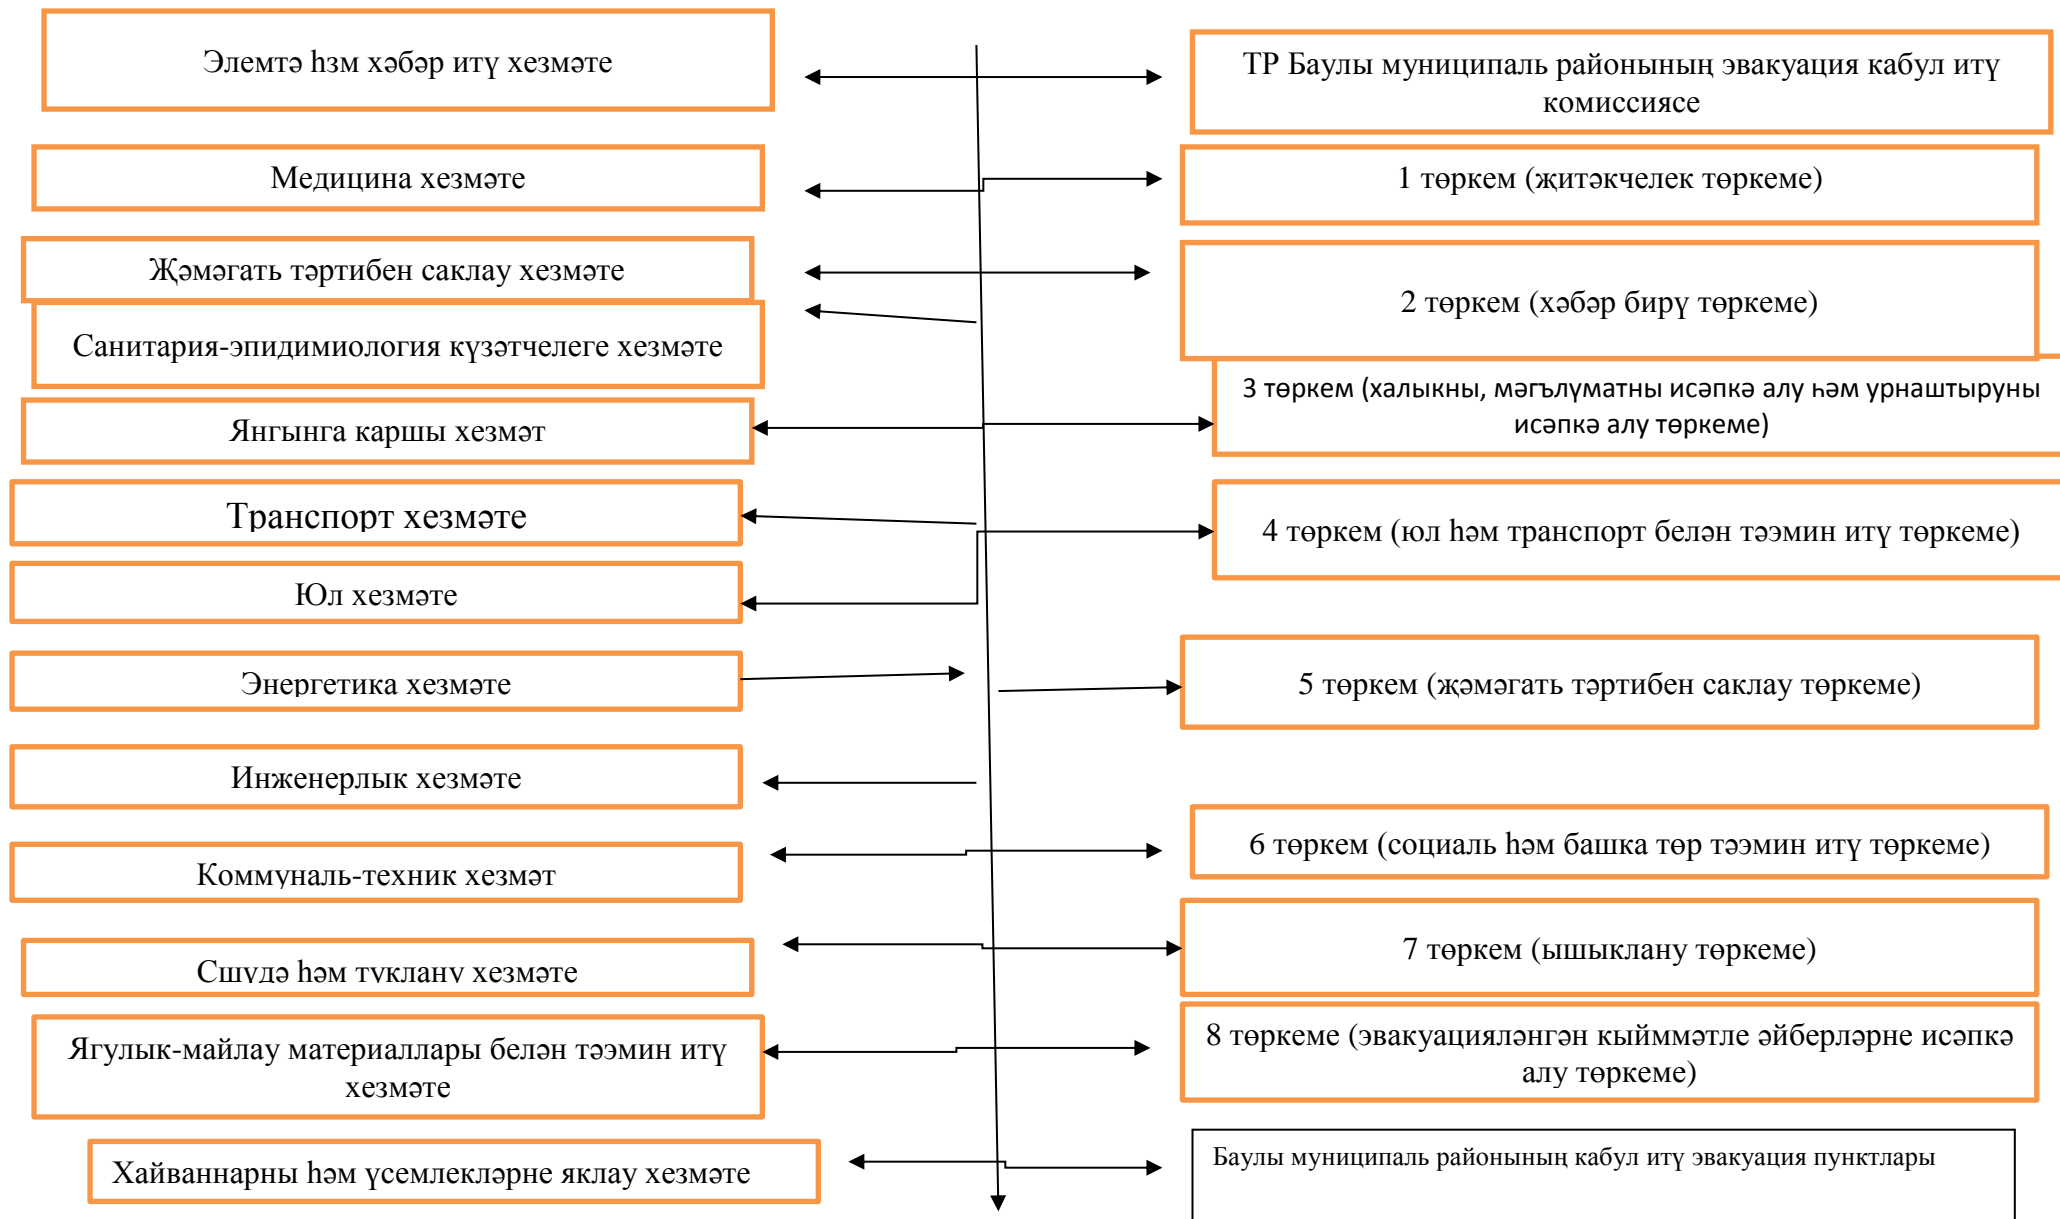 Элемтә һзм хәбәр итү хезмәте
Медицина хезмәте
Җәмәгать тәртибен саклау хезмәте
Санитария-эпидимиология күзәтчелеге хезмәте
Янгынга каршы хезмәт
Транспорт хезмәте
Юл хезмәте
Энергетика хезмәте
Инженерлык хезмәте
Коммуналь-техник хезмәт
Сшүдә һәм туклану хезмәте
Ягулык-майлау материаллары белән тәэмин итү
хезмәте
Хайваннарны һәм үсемлекләрне яклау хезмәте
ТР Баулы муниципаль районының эвакуация кабул итү
комиссиясе
1 төркем (җитәкчелек төркеме)
2 төркем (хәбәр бирү төркеме)
3 төркем (халыкны, мәгълүматны исәпкә алу һәм урнаштыруны
исәпкә алу төркеме)
4 төркем (юл һәм транспорт белән тәэмин итү төркеме)
5 төркем (җәмәгать тәртибен саклау төркеме)
6 төркем (социаль һәм башка төр тәэмин итү төркеме)
7 төркем (ышыклану төркеме)
8 төркеме (эвакуацияләнгән кыйммәтле әйберләрне исәпкә
алу төркеме)
Баулы муниципаль районының кабул итү эвакуация пунктлары